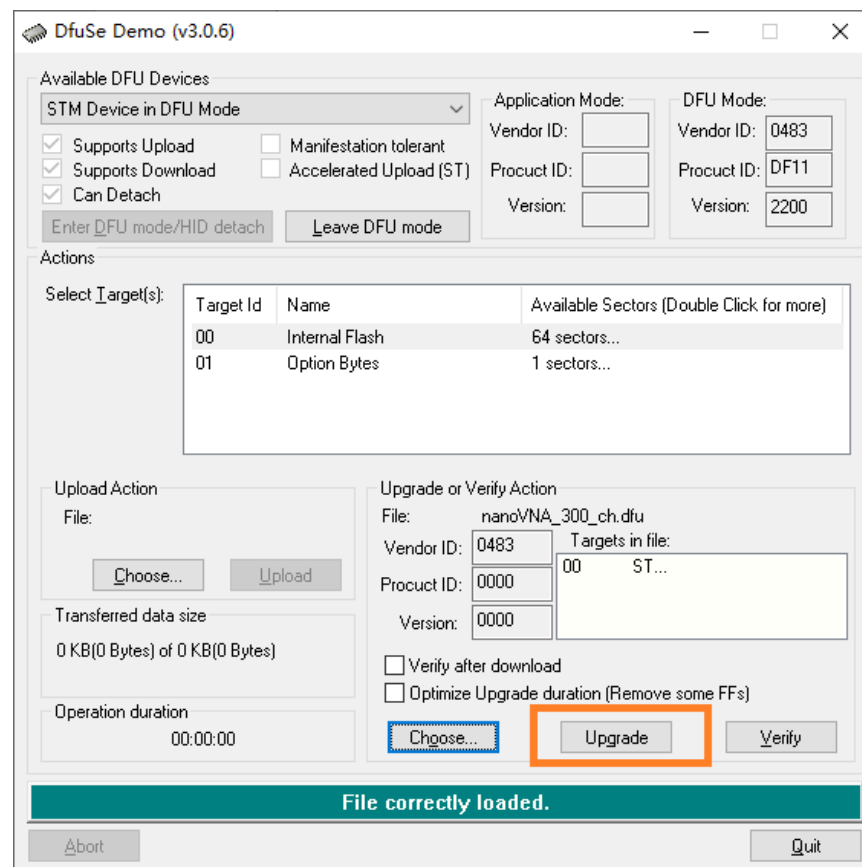 DfuSe Demo (v3.0.6)
Available DFU Devices
STM Device in DFU Mode
Supports Upload
Manifestation tolerant
Supports Download
Accelerated Upload (ST)
Can Detach
Enter DFU mode/HID detach
Leave DFU mode
Application Mode:
Vendor ID:
Procuct ID:
Version:
DFU Mode:
Vendor ID: 0483
Procuct ID: DF11
Version: 2200
Actions
Select Target(s):
Target Id Name Available Sectors (Double Click for more)
00 Internal Flash 64 sectors...
01 Option Bytes 1 sectors...
Upload Action
File:
Choose... Upload
Transferred data size
0 KB(0 Bytes) of 0 KB(0 Bytes)
Operation duration
00:00:00
Upgrade or Verify Action
File: nanoVNA_300_ch.dfu
Vendor ID: 0483
Procuct ID: 0000
Version: 0000
Targets in file:
00 ST...
Verify after download
Optimize Upgrade duration (Remove some FFs)
Choose... Upgrade Verify
File correctly loaded.
Abort Quit